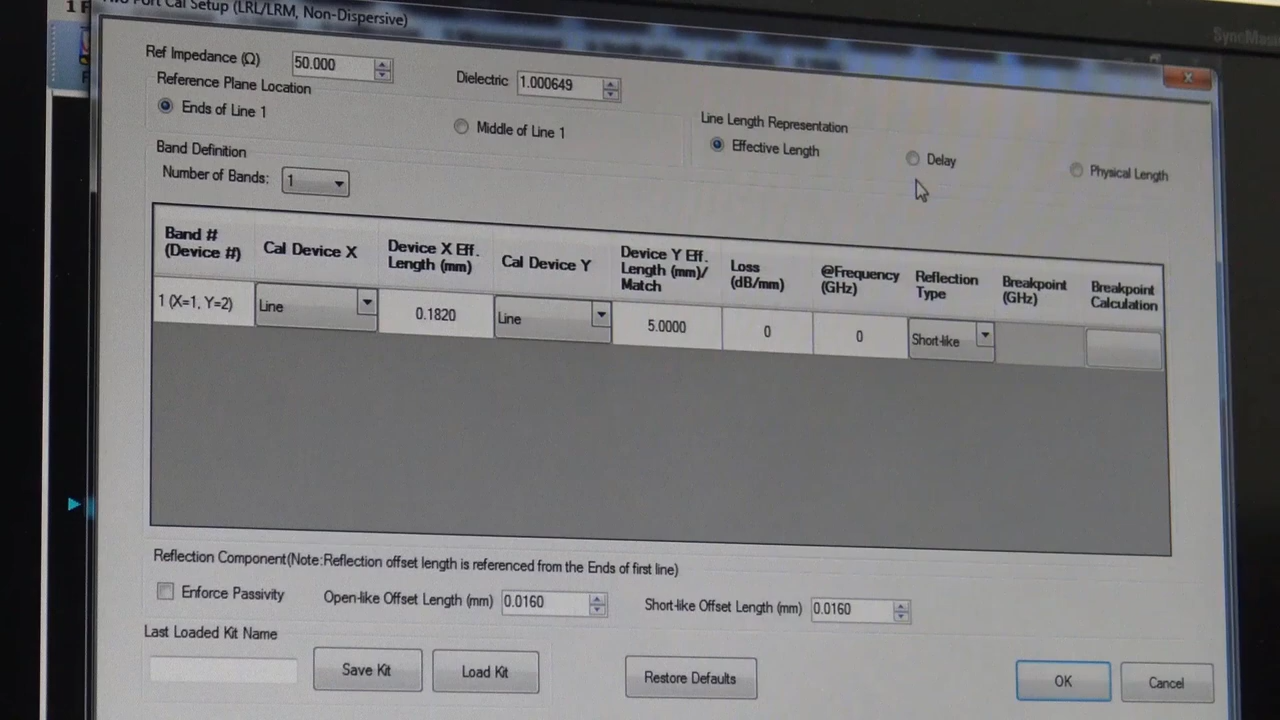 Port Cal Setup (LRL/LRM, Non-Dispersive)
Ref Impedance (Ω) 50.000
Dielectric 1.000649
Reference Plane Location
Ends of Line 1
Middle of Line 1
Line Length Representation
Effective Length
Delay
Physical Length
Band Definition
Number of Bands: 1
Band #
(Device #)
Cal Device X
Device X Eff.
Length (mm)
Cal Device Y
Device Y Eff.
Length (mm)/
Match
Loss
(dB/mm)
@Frequency
(GHz)
Reflection
Type
Breakpoint
(GHz)
Breakpoint
Calculation
1 (X=1, Y=2) Line 0.1820 Line 5.0000 0 0 Short-like
Reflection Component(Note:Reflection offset length is referenced from the Ends of first line)
Enforce Passivity
Open-like Offset Length (mm) 0.0160
Short-like Offset Length (mm) 0.0160
Last Loaded Kit Name
Save Kit
Load Kit
Restore Defaults
OK
Cancel